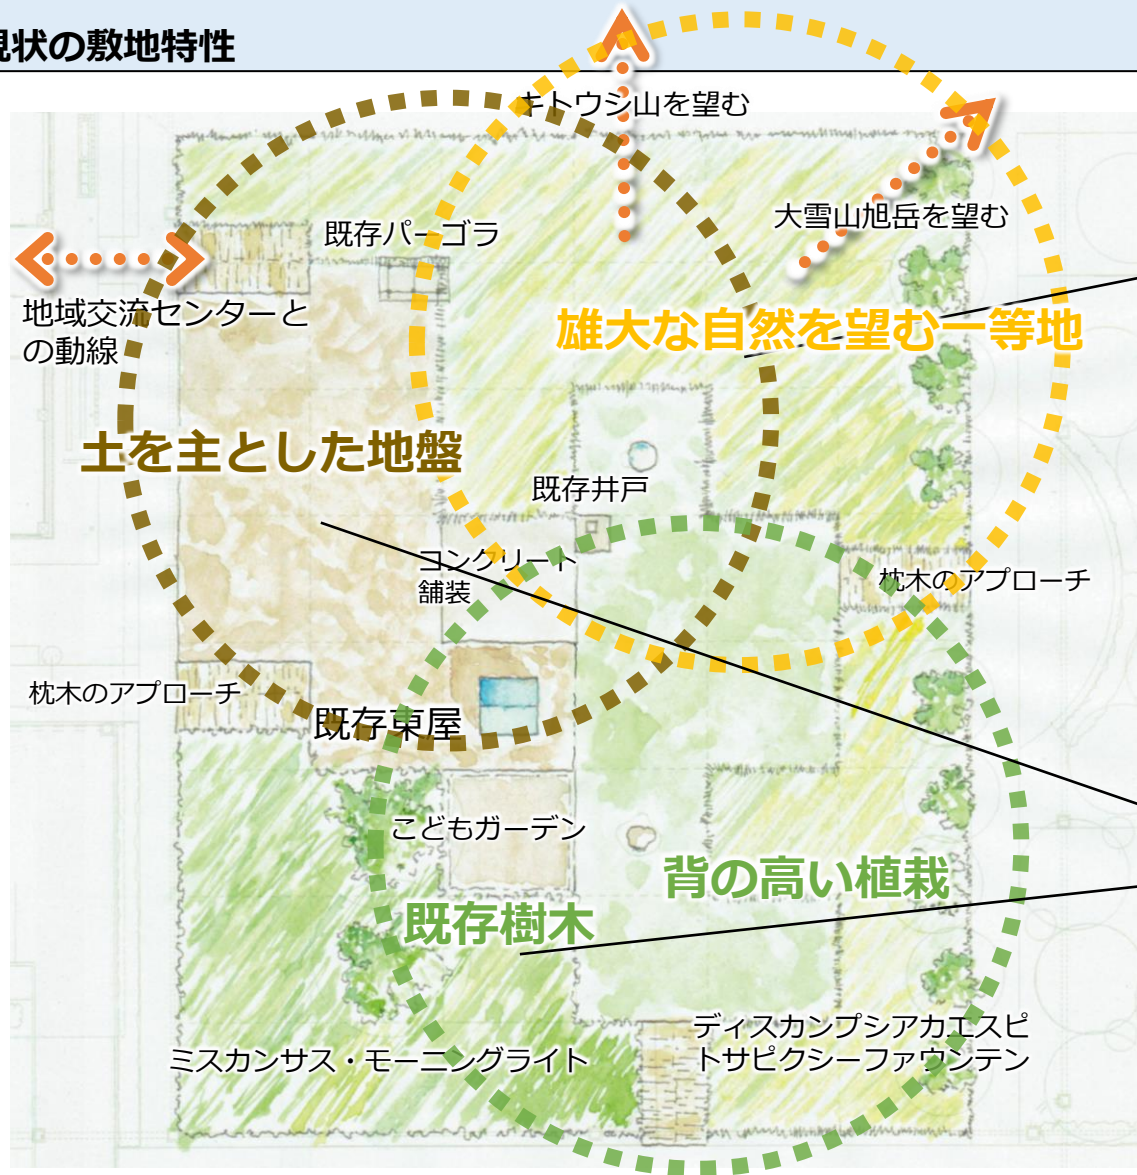 現状の敷地特性
キトウシ山を望む
大雪山旭岳を望む
既存パーゴラ
地域交流センターと
の動線
雄大な自然を望む一等地
土を主とした地盤
既存井戸
コンクリート
舗装
枕木のアプローチ
枕木のアプローチ
既存東屋
こどもガーデン
背の高い植栽
既存樹木
ディスカンプシアカエスピ
トサピクシーファウンテン
ミスカンサス・モーニングライト